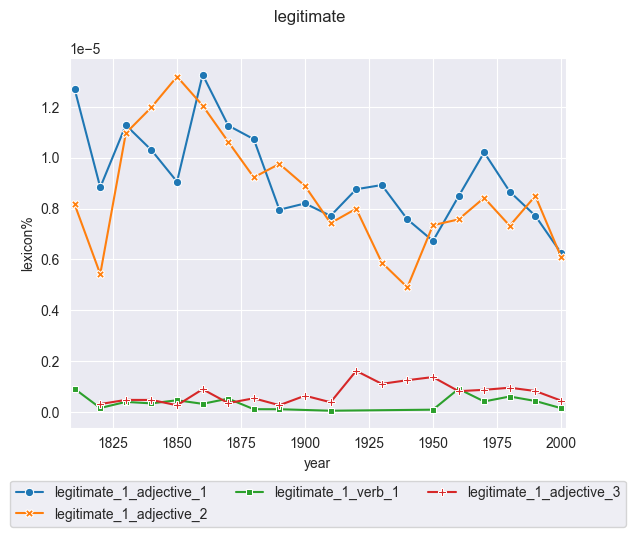 legitimate
1e−5
1.2
1.0
0.8
0.6
0.4
0.2
0.0
lexicon%
1825 1850 1875 1900 1925 1950 1975 2000
year
legitimate_1_adjective_1 legitimate_1_verb_1 legitimate_1_adjective_3
legitimate_1_adjective_2